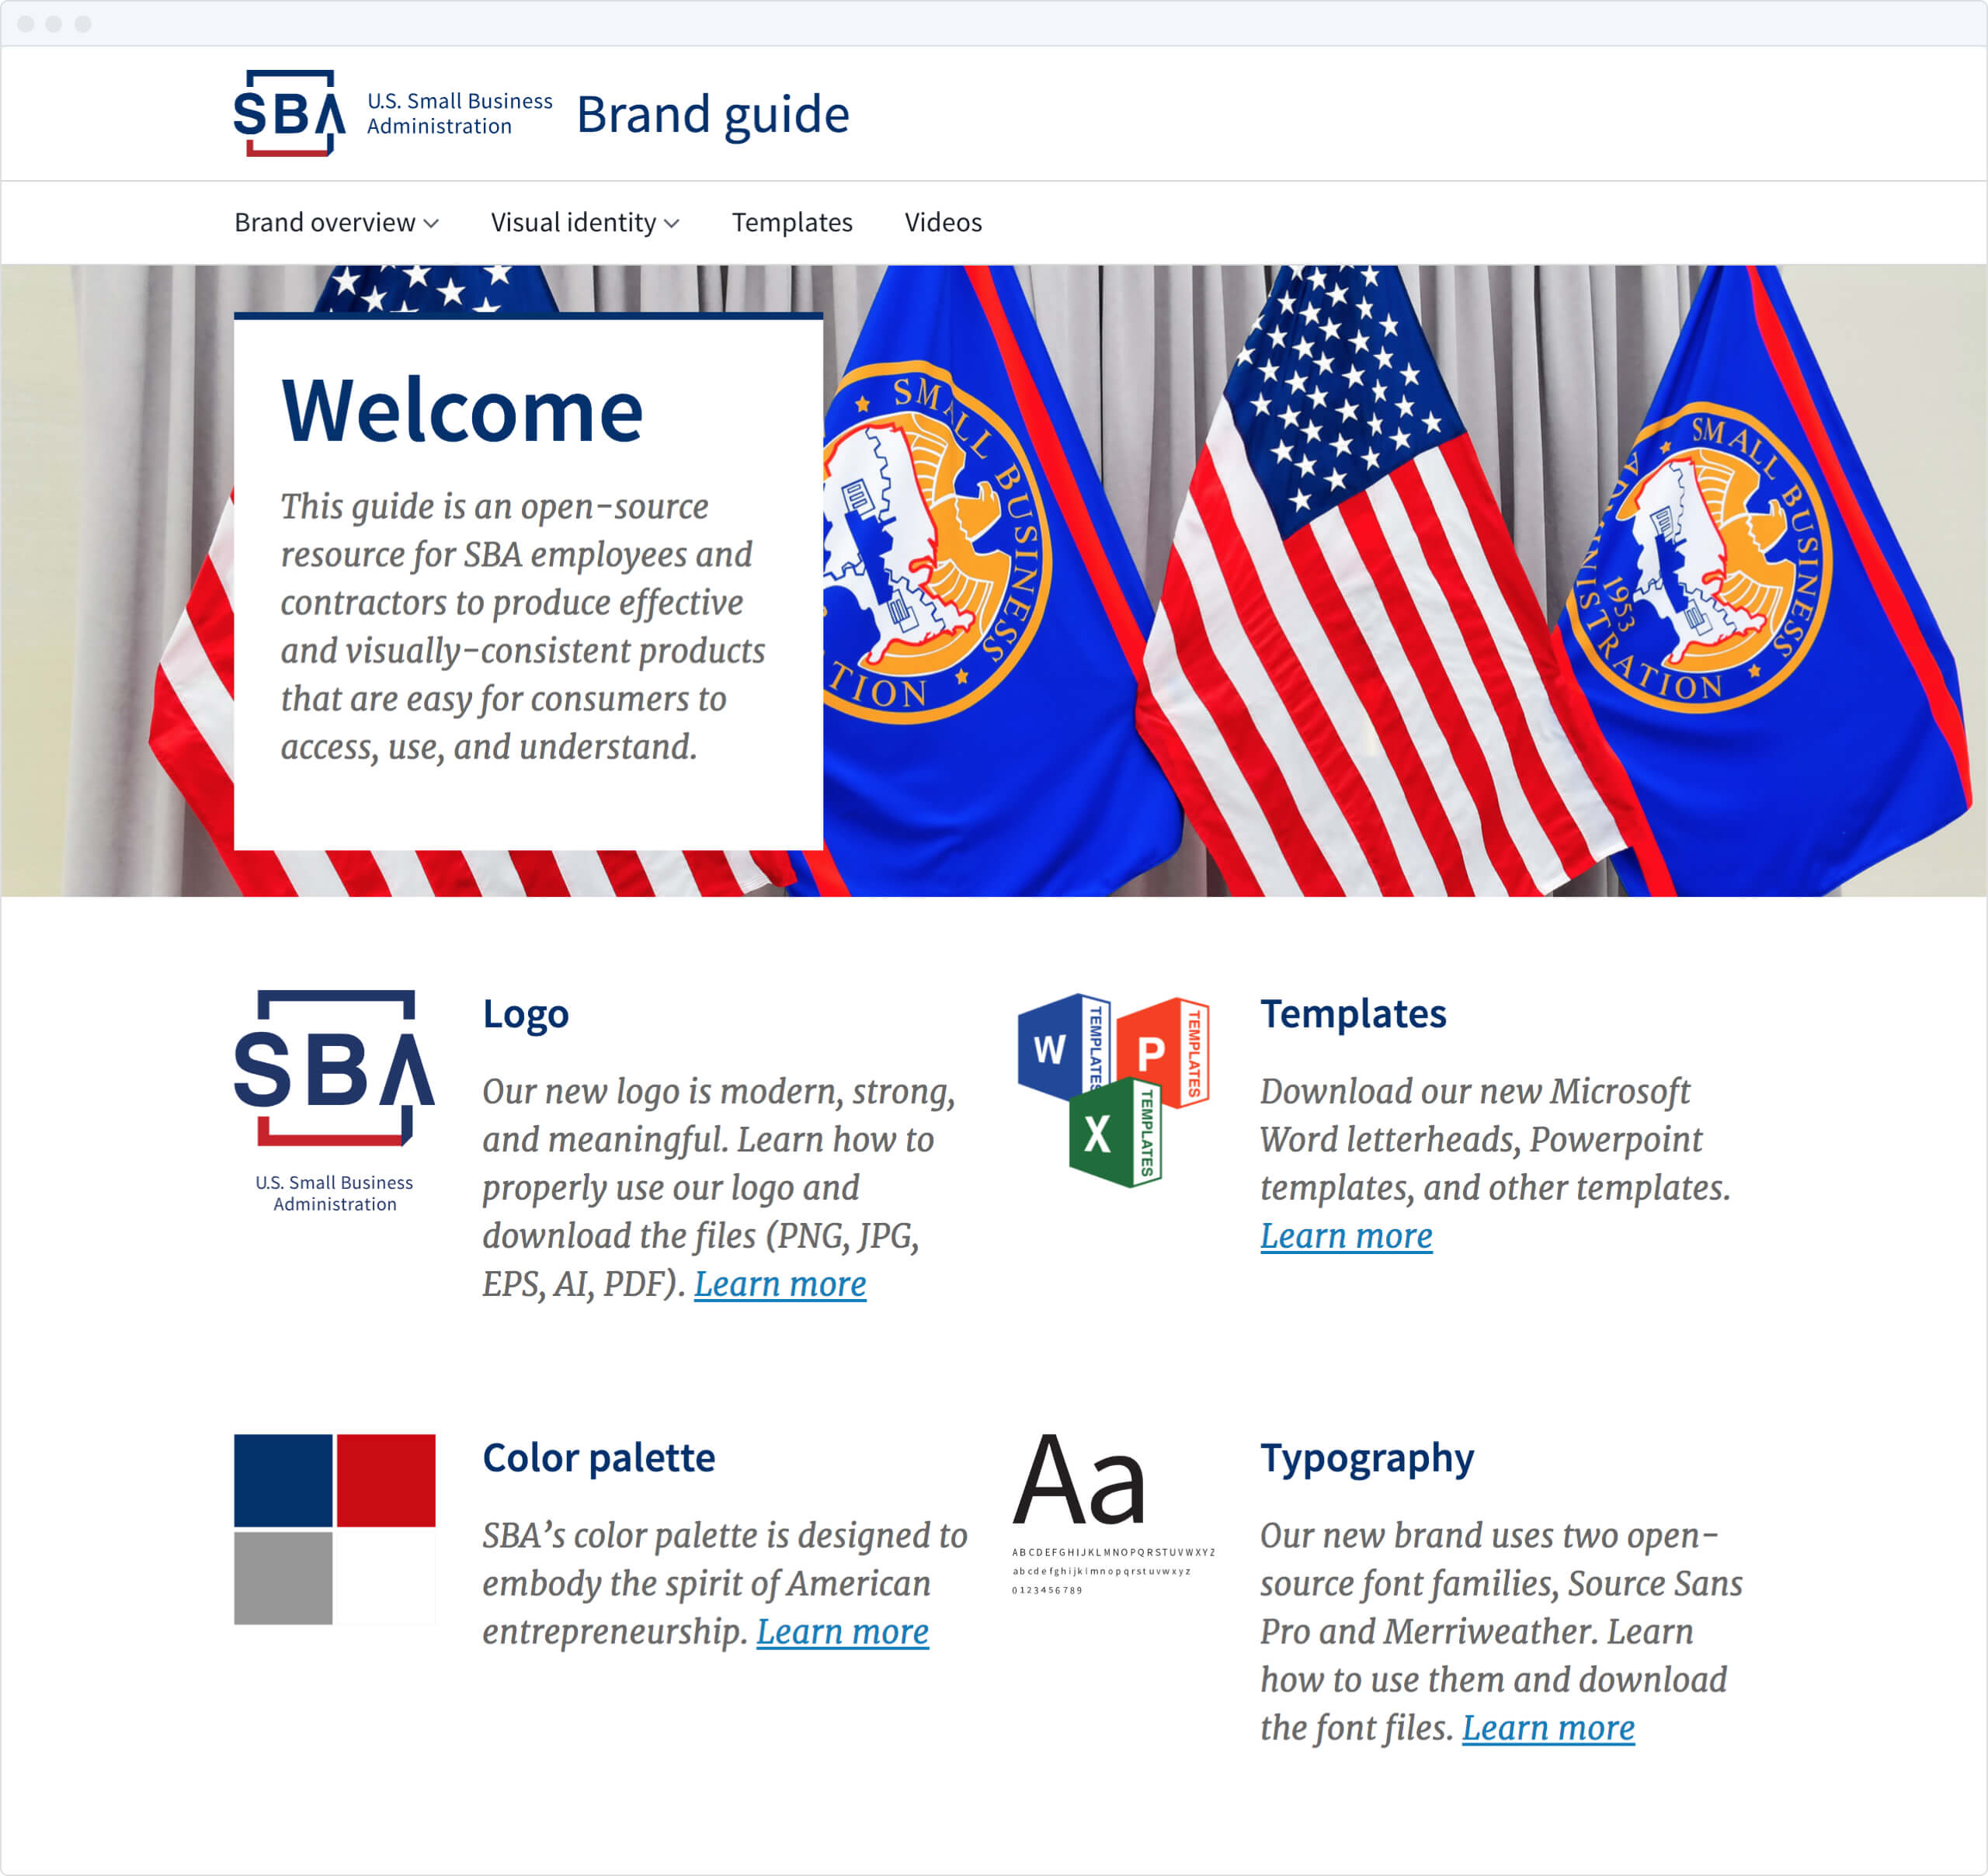 SBA
U.S. Small Business
Administration
Brand guide
Brand overview
Visual identity
Templates
Videos
Welcome
This guide is an open-source
resource for SBA employees and
contractors to produce effective
and visually-consistent products
that are easy for consumers to
access, use, and understand.
SMALL BUSINESS
TION
SMALL BUSINESS
ADMINISTRATION
1953
SBA
U.S. Small Business
Administration
Logo
Our new logo is modern, strong,
and meaningful. Learn how to
properly use our logo and
download the files (PNG, JPG,
EPS, AI, PDF). Learn more
W
TEMPLATES
P
TEMPLATES
X
TEMPLATES
Templates
Download our new Microsoft
Word letterheads, Powerpoint
templates, and other templates.
Learn more
Color palette
SBA’s color palette is designed to
embody the spirit of American
entrepreneurship. Learn more
Aa
ABCDEFGHIJKLMNOPQRSTUVWXYZ
abcdefghijklmnopqrstuvwxyz
0123456789
Typography
Our new brand uses two open-
source font families, Source Sans
Pro and Merriweather. Learn
how to use them and download
the font files. Learn more